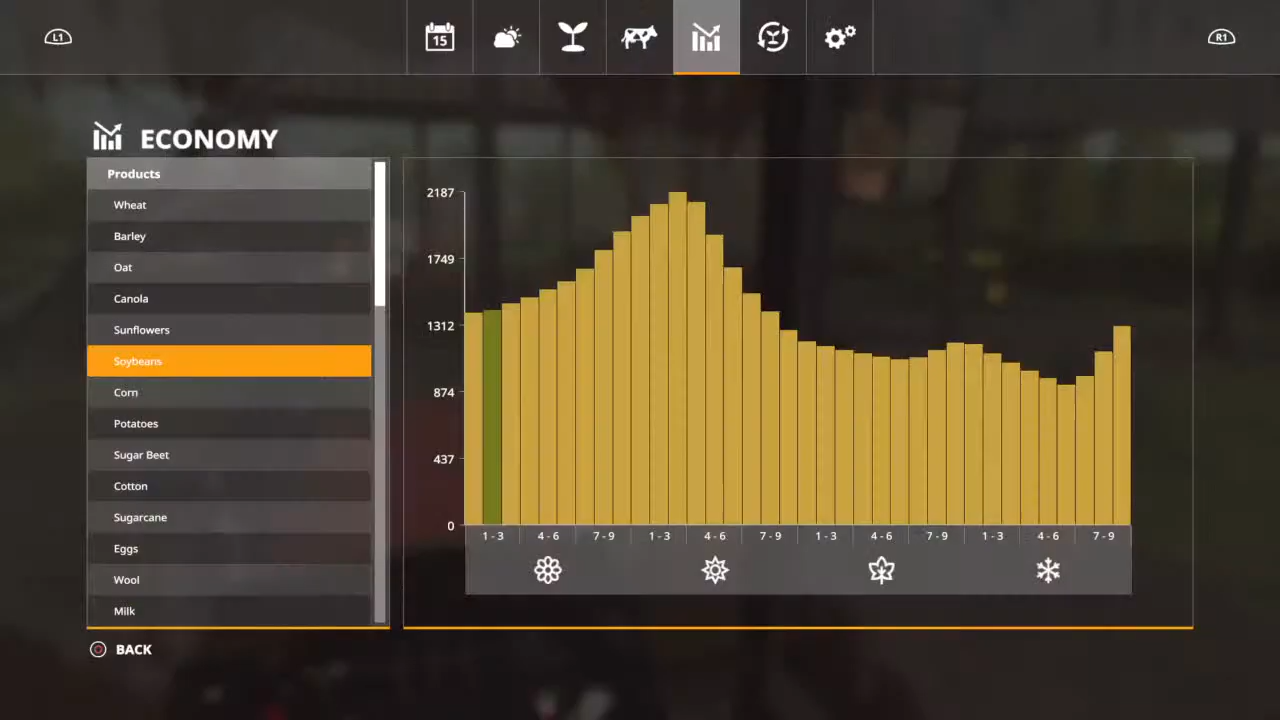 L1
15
R1
ECONOMY
Products
Wheat
Barley
Oat
Canola
Sunflowers
Soybeans
Corn
Potatoes
Sugar Beet
Cotton
Sugarcane
Eggs
Wool
Milk
2187
1749
1312
874
437
0
1 - 3 4 - 6 7 - 9 1 - 3 4 - 6 7 - 9 1 - 3 4 - 6 7 - 9 1 - 3 4 - 6 7 - 9
BACK